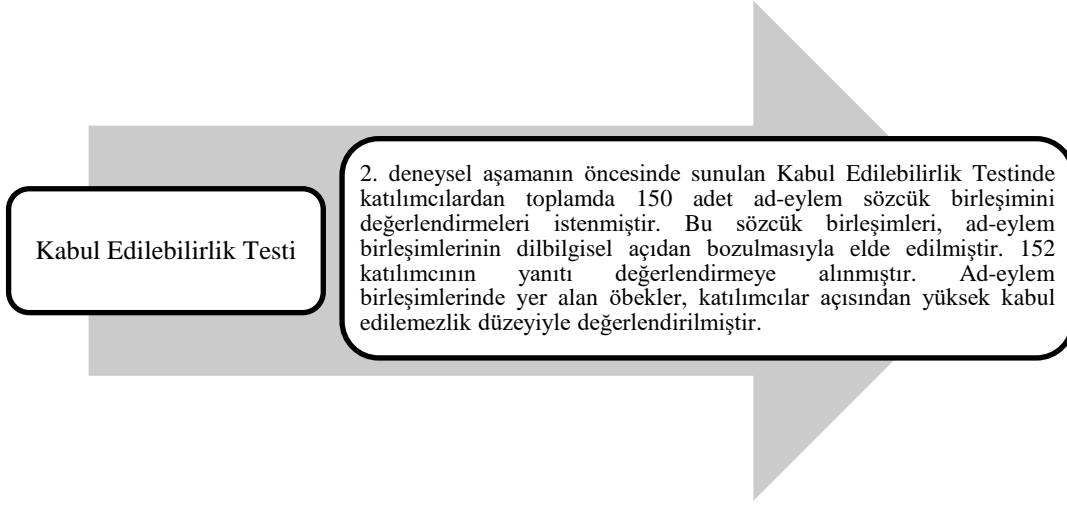 Kabul Edilebilirlik Testi
2. deneysel aşamanın öncesinde sunulan Kabul Edilebilirlik Testinde
katılımcılardan toplamda 150 adet ad-eylem sözcük birleşimini
değerlendirmeleri istenmiştir. Bu sözcük birleşimleri, ad-eylem
birleşimlerinin dilbilgisel açıdan bozulmasıyla elde edilmiştir. 152
katılımcının yanıtı değerlendirmeye alınmıştır. Ad-eylem
birleşimlerinde yer alan öbekler, katılımcılar açısından yüksek kabul
edilemezlik düzeyiyle değerlendirilmiştir.